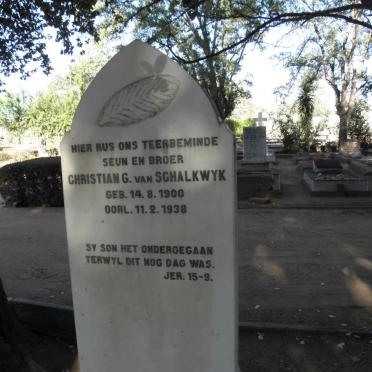 HIER RUS ONS TEERBEMINDE
SEUN EN BROER
CHRISTIAN G. VAN SCHALKWYK
GEB. 14. 8. 1900
OORL. 11. 2. 1938
SY SON HET ONDERGEGAAN
TERWYL DIT NOG DAG WAS.
JER. 15-9.